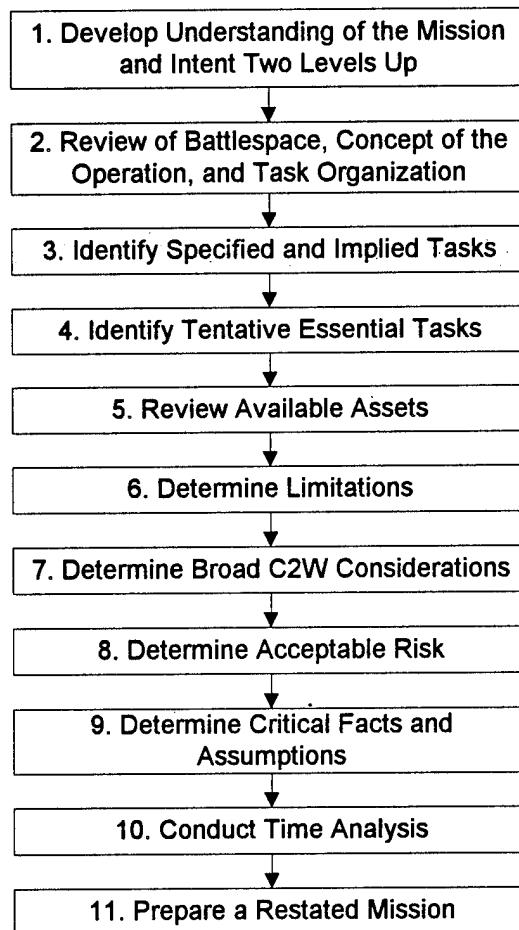 1. Develop Understanding of the Mission
and Intent Two Levels Up
2. Review of Battlespace, Concept of the
Operation, and Task Organization
3. Identify Specified and Implied Tasks
4. Identify Tentative Essential Tasks
5. Review Available Assets
6. Determine Limitations
7. Determine Broad C2W Considerations
8. Determine Acceptable Risk
9. Determine Critical Facts and
Assumptions
10. Conduct Time Analysis
11. Prepare a Restated Mission